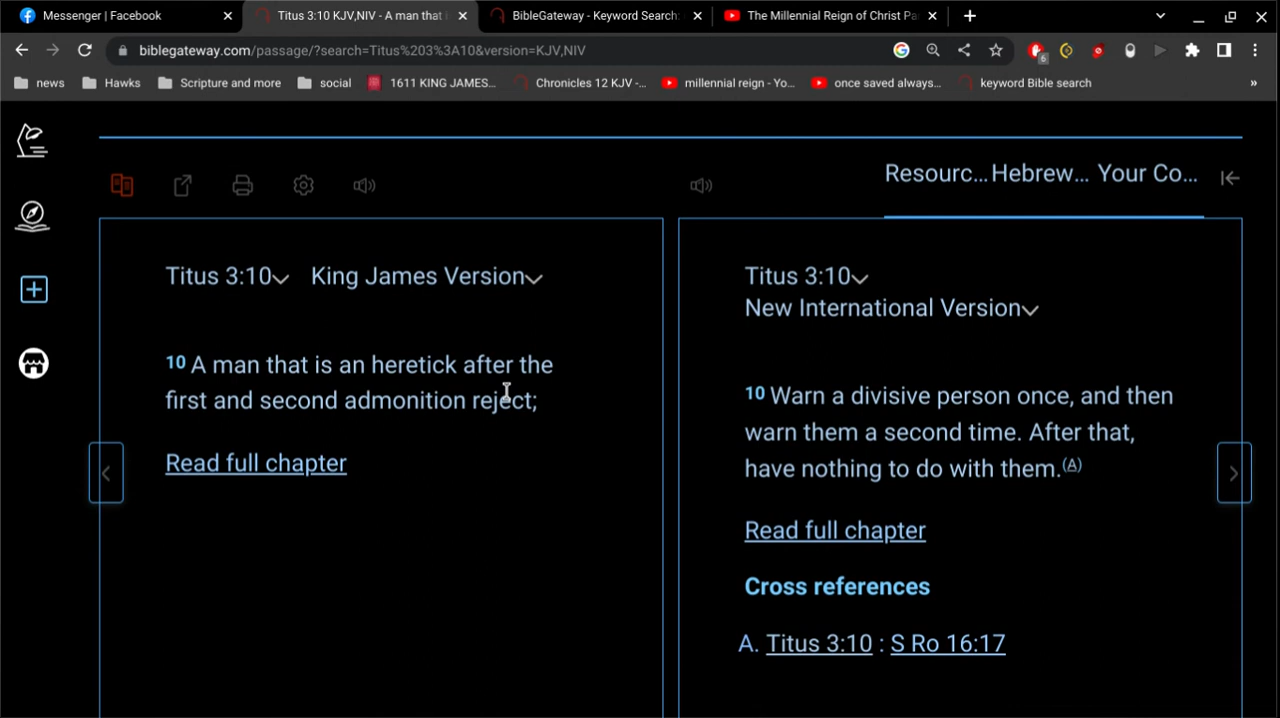 Messenger | Facebook
Titus 3:10 KJV,NIV - A man that i
BibleGateway - Keyword Search:
The Millennial Reign of Christ Pa
biblegateway.com/passage/?search=Titus%203%3A10&version=KJV,NIV
6
news
Hawks
Scripture and more
social
1611 KING JAMES...
Chronicles 12 KJV -...
millennial reign - Yo...
once saved always...
keyword Bible search
»
Resourc... Hebrew... Your Co...
Titus 3:10 King James Version
10 A man that is an heretick after the
first and second admonition reject;
Read full chapter
Titus 3:10
New International Version
10 Warn a divisive person once, and then
warn them a second time. After that,
have nothing to do with them.(A)
Read full chapter
Cross references
A. Titus 3:10 : S Ro 16:17